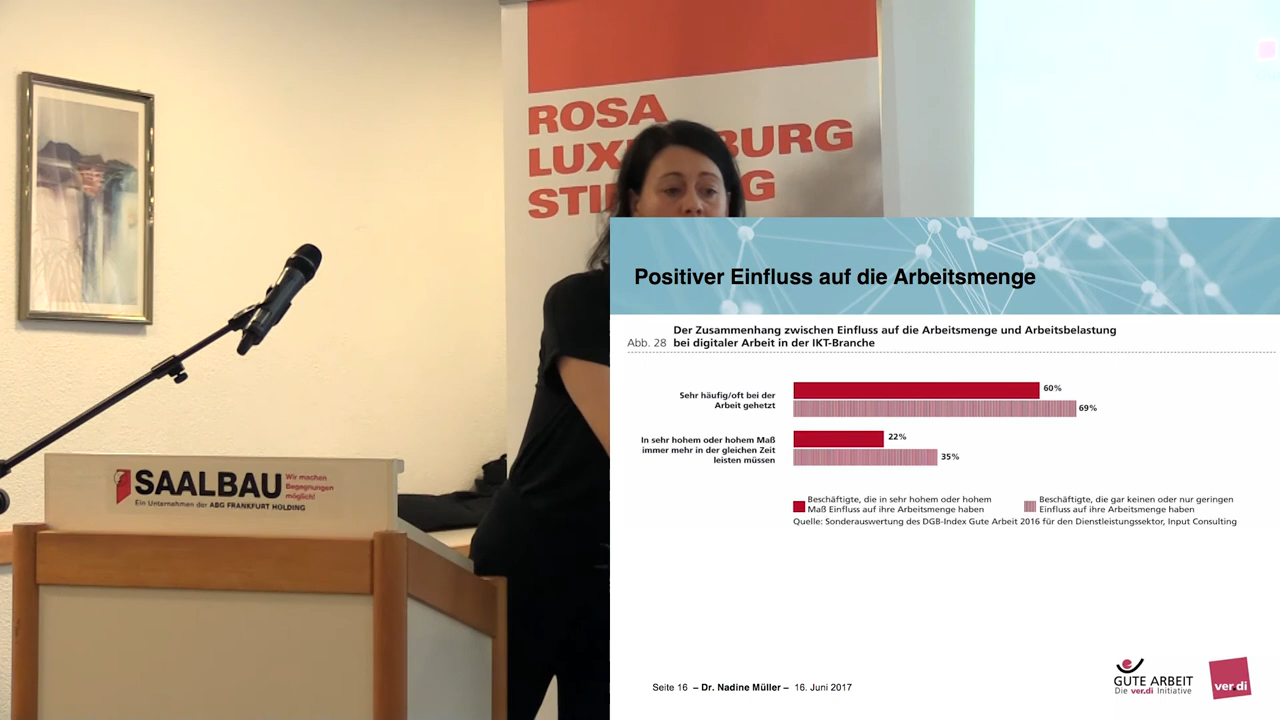 ROSA
LUX BURG
STI G
SAALBAU
Wir machen
Begegnungen
möglich!
Ein Unternehmen der ABG FRANKFURT HOLDING
Positiver Einfluss auf die Arbeitsmenge
Abb. 28 Der Zusammenhang zwischen Einfluss auf die Arbeitsmenge und Arbeitsbelastung
bei digitaler Arbeit in der IKT-Branche
Sehr häufig/oft bei der
Arbeit gehetzt
60%
69%
In sehr hohem oder hohem Maß
immer mehr in der gleichen Zeit
leisten müssen
22%
35%
Beschäftigte, die in sehr hohem oder hohem
Maß Einfluss auf ihre Arbeitsmenge haben
Beschäftigte, die gar keinen oder nur geringen
Einfluss auf ihre Arbeitsmenge haben
Quelle: Sonderauswertung des DGB-Index Gute Arbeit 2016 für den Dienstleistungssektor, Input Consulting
Seite 16 – Dr. Nadine Müller – 16. Juni 2017
GUTE ARBEIT
Die ver.di Initiative
ver.di